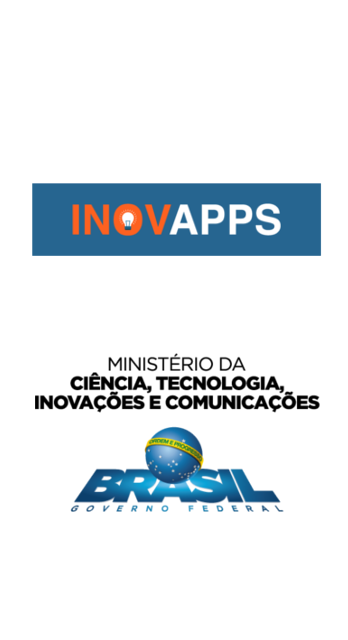 INOVAPPS
MINISTÉRIO DA
CIÊNCIA, TECNOLOGIA,
INOVAÇÕES E COMUNICAÇÕES
ORDEM E PROGRESSO
BRASIL
GOVERNO FEDERAL